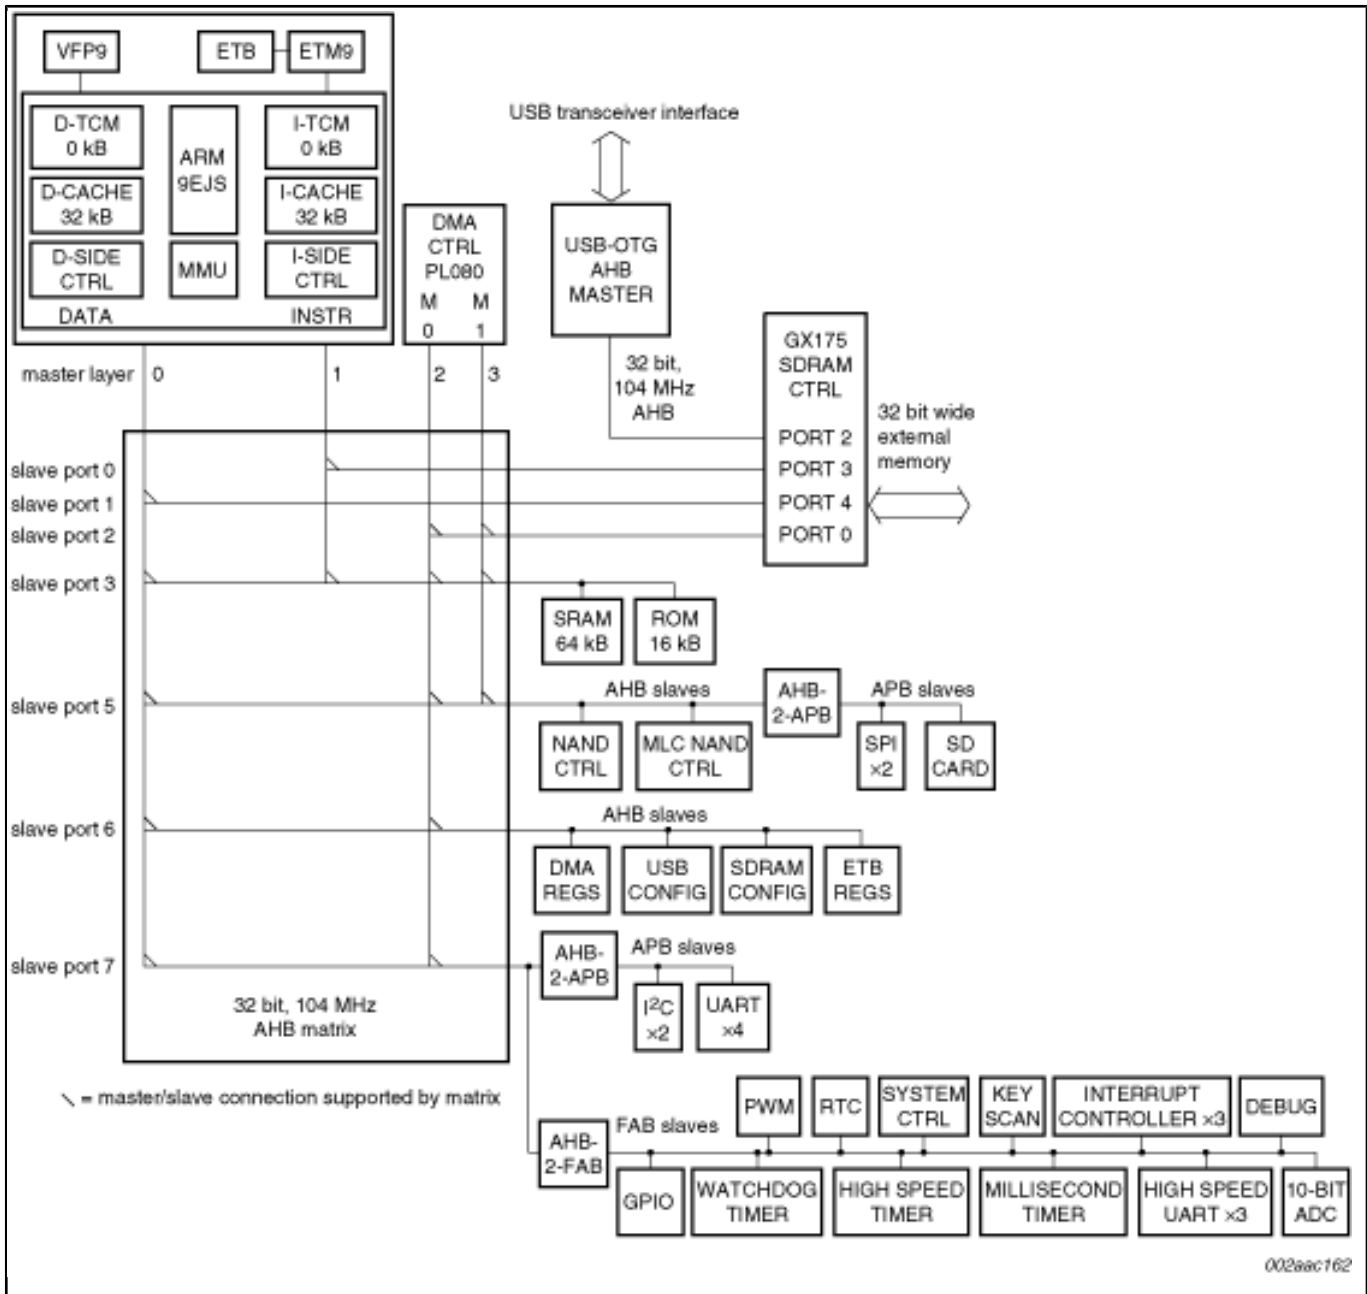 VFP9
ETB
ETM9
D-TCM
0 kB
ARM
9EJS
I-TCM
0 kB
D-CACHE
32 kB
I-CACHE
32 kB
D-SIDE
CTRL
MMU
I-SIDE
CTRL
DATA
INSTR
DMA
CTRL
PL080
M
0
M
1
USB transceiver interface
USB-OTG
AHB
MASTER
32 bit,
104 MHz
AHB
GX175
SDRAM
CTRL
PORT 2
PORT 3
PORT 4
PORT 0
32 bit wide
external
memory
master layer 0 1 2 3
slave port 0
slave port 1
slave port 2
slave port 3
SRAM
64 kB
ROM
16 kB
slave port 5
AHB slaves
AHB-
2-APB
APB slaves
NAND
CTRL
MLC NAND
CTRL
SPI
×2
SD
CARD
slave port 6
AHB slaves
DMA
REGS
USB
CONFIG
SDRAM
CONFIG
ETB
REGS
slave port 7
AHB-
2-APB
APB slaves
I2C
×2
UART
×4
32 bit, 104 MHz
AHB matrix
= master/slave connection supported by matrix
AHB-
2-FAB
FAB slaves
PWM
RTC
SYSTEM
CTRL
KEY
SCAN
INTERRUPT
CONTROLLER ×3
DEBUG
GPIO
WATCHDOG
TIMER
HIGH SPEED
TIMER
MILLISECOND
TIMER
HIGH SPEED
UART ×3
10-BIT
ADC
002aac162